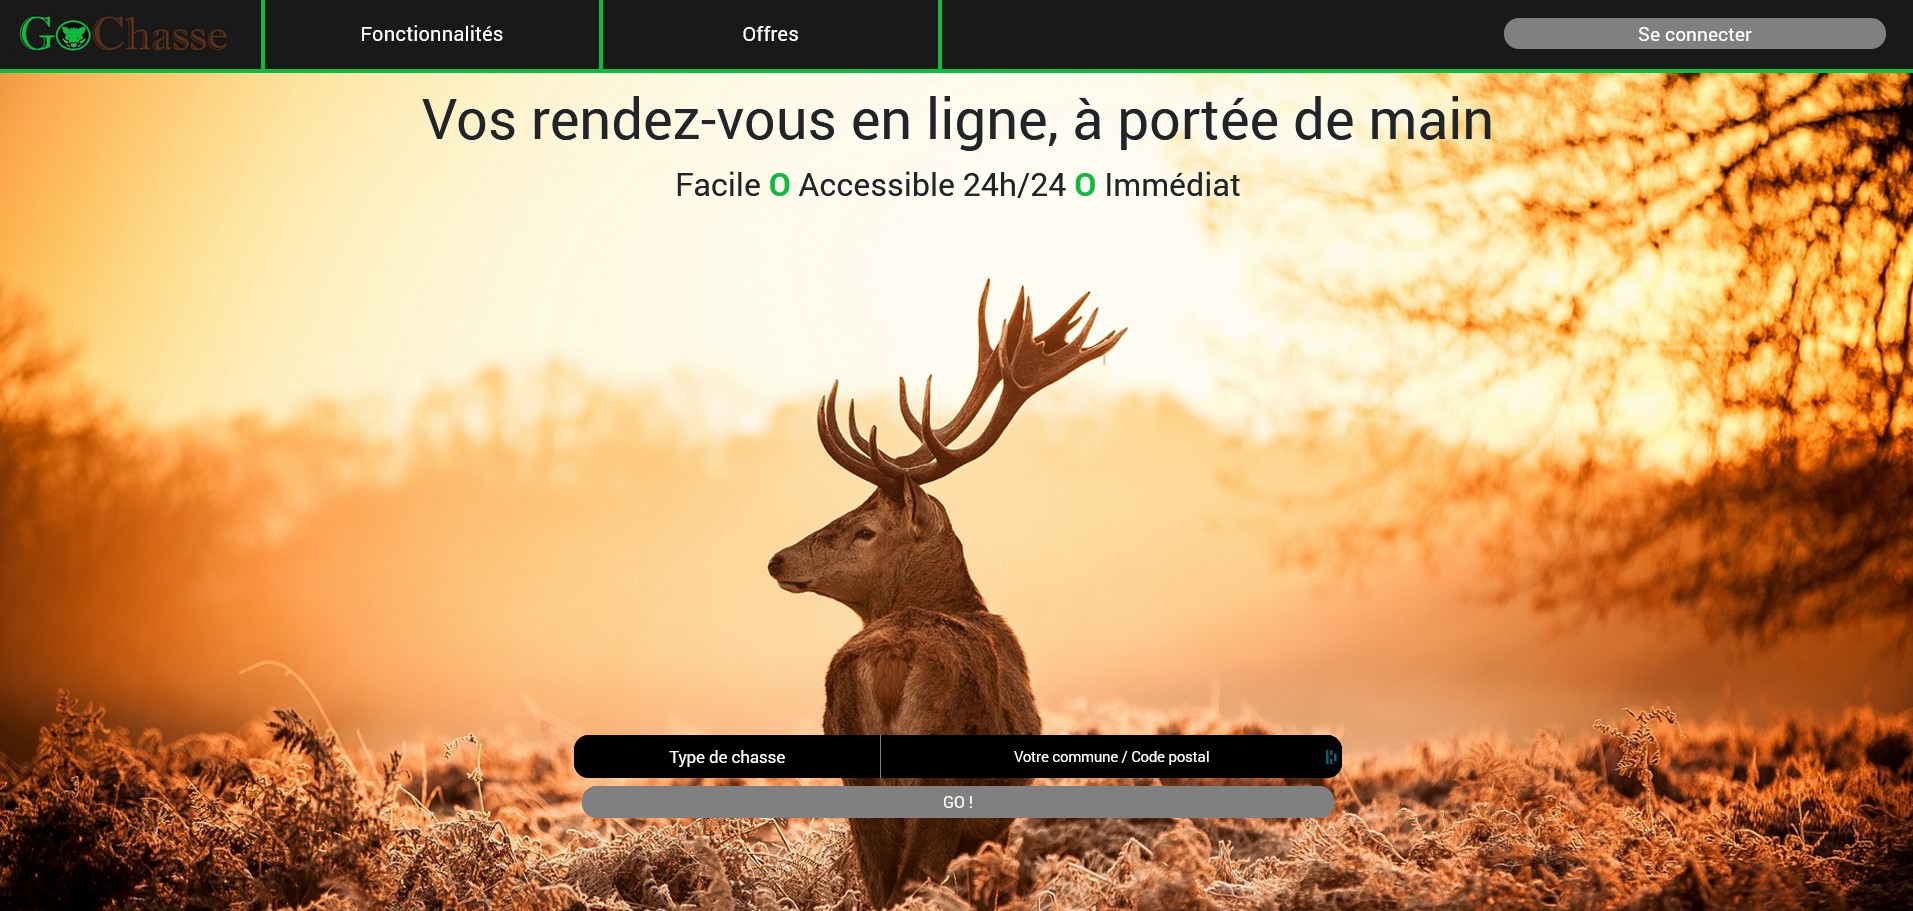 GoChasse
Fonctionnalités
Offres
Se connecter
Vos rendez-vous en ligne, à portée de main
Facile O Accessible 24h/24 O Immédiat
Type de chasse
Votre commune / Code postal
GO !